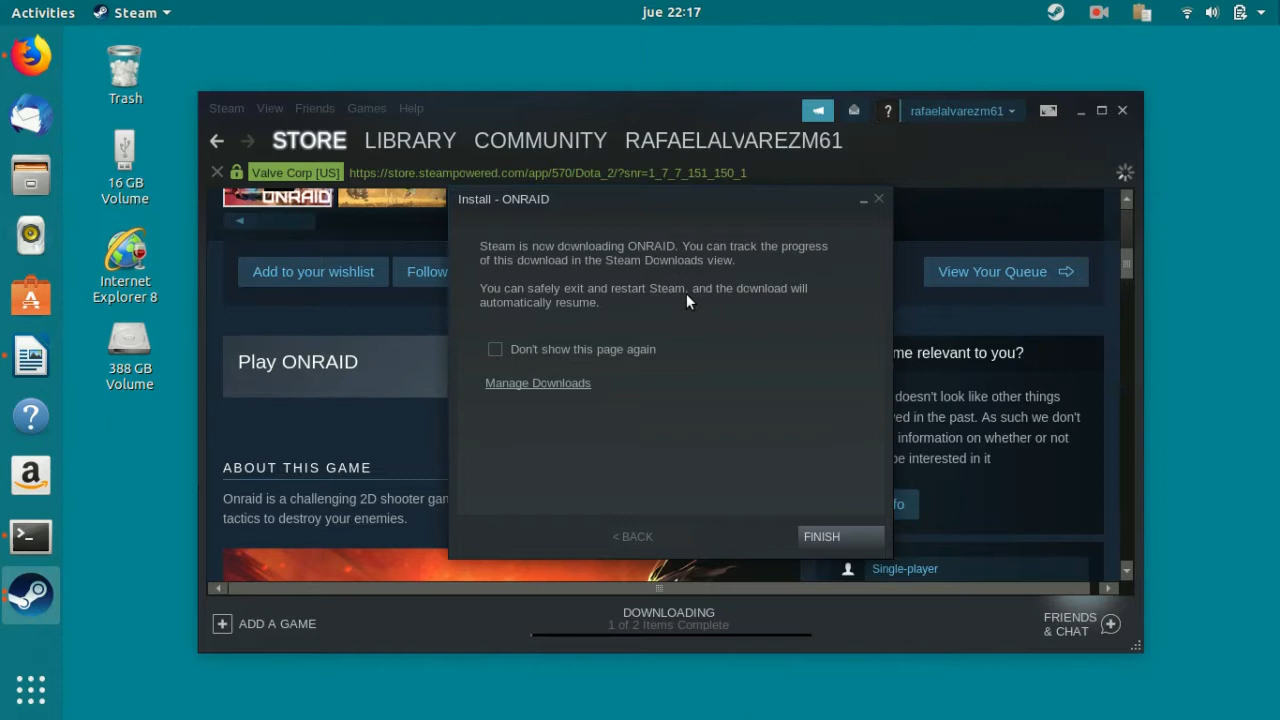 Activities
Steam
jue 22:17
Trash
16 GB
Volume
Internet
Explorer 8
388 GB
Volume
Steam View Friends Games Help
? rafaelalvarezm61
STORE LIBRARY COMMUNITY RAFAELALVAREZM61
Valve Corp [US] https://store.steampowered.com/app/570/Dota_2/?snr=1_7_7_151_150_1
ONRAID
Install - ONRAID
Steam is now downloading ONRAID. You can track the progress
of this download in the Steam Downloads view.
You can safely exit and restart Steam, and the download will
automatically resume.
Don't show this page again
Manage Downloads
< BACK
FINISH
Add to your wishlist
Follow
View Your Queue
Play ONRAID
me relevant to you?
doesn't look like other things
ed in the past. As such we don't
information on whether or not
be interested in it
fo
ABOUT THIS GAME
Onraid is a challenging 2D shooter gam
tactics to destroy your enemies.
Single-player
ADD A GAME
DOWNLOADING
1 of 2 Items Complete
FRIENDS
& CHAT